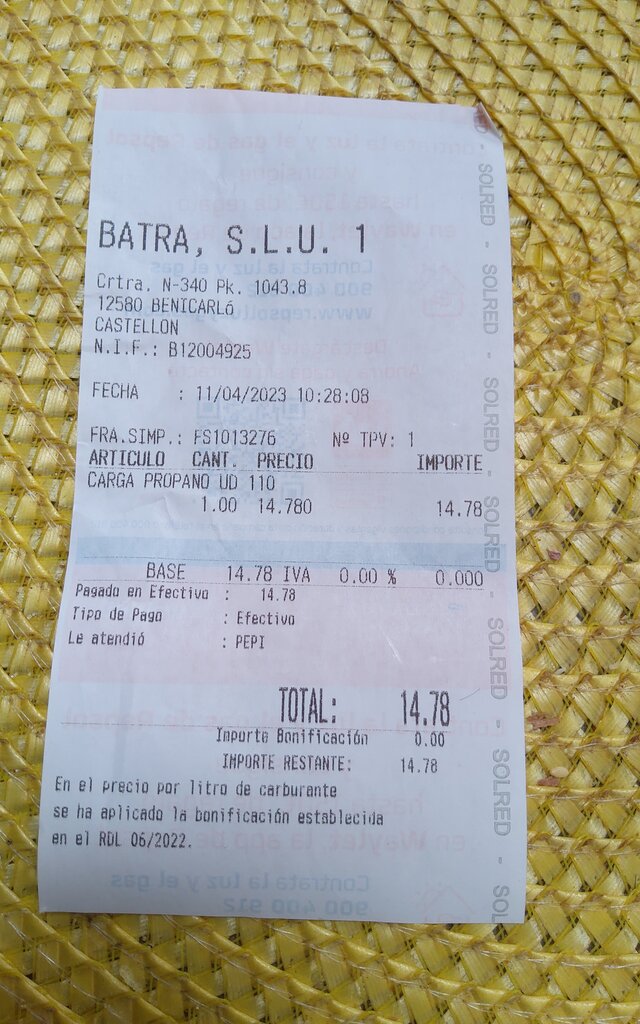 BATRA, S.L.U. 1
Crtra. N-340 Pk. 1043.8
12580 BENICARLó
CASTELLON
N.I.F.: B12004925
FECHA : 11/04/2023 10:28:08
FRA.SIMP.: FS1013276 Nº TPV: 1
ARTICULO CANT. PRECIO IMPORTE
CARGA PROPANO UD 110
1.00 14.780 14.78
BASE 14.78 IVA 0.00 % 0.000
Pagado en Efectivo : 14.78
Tipo de Pago : Efectivo
Le atendió : PEPI
TOTAL: 14.78
Importe Bonificación 0.00
IMPORTE RESTANTE: 14.78
En el precio por litro de carburante
se ha aplicado la bonificación establecida
en el RDL 06/2022.
- SOLRED - SOLRED - SOLRED - SOLRED - SOLRED - SOLRED - SOL